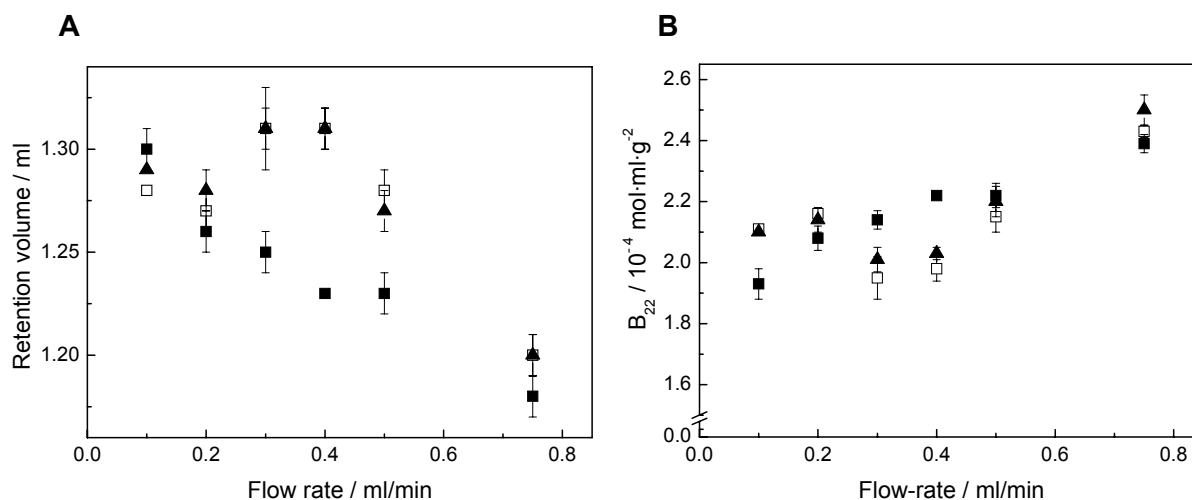 A
Retention volume / ml
1.30
1.25
1.20
0.0 0.2 0.4 0.6 0.8
Flow rate / ml/min
B
B22 / 10-4 mol·ml·g-2
2.6
2.4
2.2
2.0
1.8
1.6
0.0
0.0 0.2 0.4 0.6 0.8
Flow-rate / ml/min